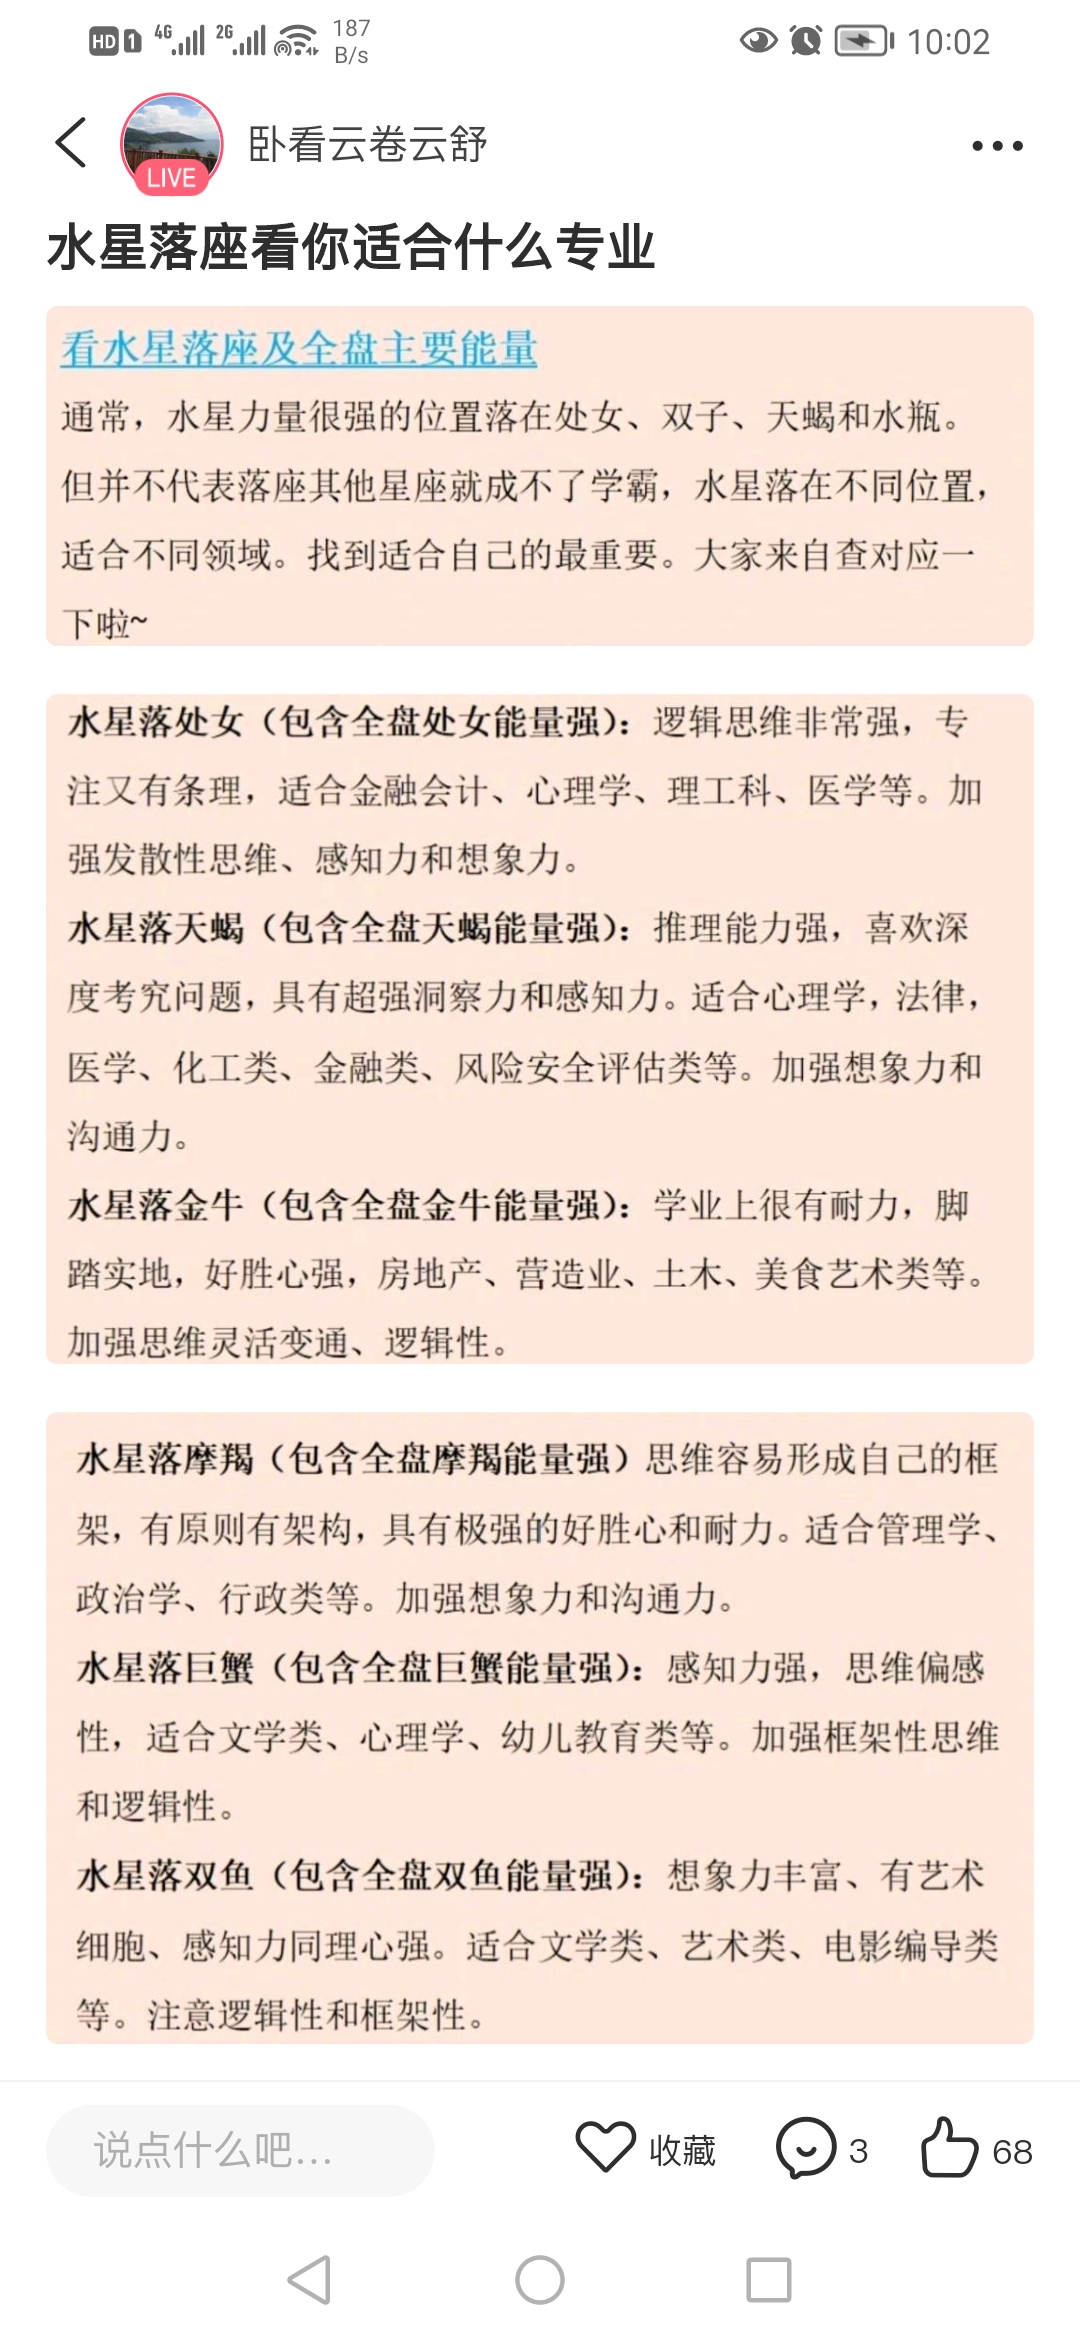 HD 1 4G 2G 187 B/s 10:02
LIVE 卧看云卷云舒
水星落座看你适合什么专业
看水星落座及全盘主要能量
通常，水星力量很强的位置落在处女、双子、天蝎和水瓶。
但并不代表落座其他星座就成不了学霸，水星落在不同位置，
适合不同领域。找到适合自己的最重要。大家来自查对应一
下啦~
水星落处女（包含全盘处女能量强）：逻辑思维非常强，专
注又有条理，适合金融会计、心理学、理工科、医学等。加
强发散性思维、感知力和想象力。
水星落天蝎（包含全盘天蝎能量强）：推理能力强，喜欢深
度考究问题，具有超强洞察力和感知力。适合心理学，法律，
医学、化工类、金融类、风险安全评估类等。加强想象力和
沟通力。
水星落金牛（包含全盘金牛能量强）：学业上很有耐力，脚
踏实地，好胜心强，房地产、营造业、土木、美食艺术类等。
加强思维灵活变通、逻辑性。
水星落摩羯（包含全盘摩羯能量强）思维容易形成自己的框
架，有原则有架构，具有极强的好胜心和耐力。适合管理学、
政治学、行政类等。加强想象力和沟通力。
水星落巨蟹（包含全盘巨蟹能量强）：感知力强，思维偏感
性，适合文学类、心理学、幼儿教育类等。加强框架性思维
和逻辑性。
水星落双鱼（包含全盘双鱼能量强）：想象力丰富、有艺术
细胞、感知力同理心强。适合文学类、艺术类、电影编导类
等。注意逻辑性和框架性。
说点什么吧... 收藏 3 68